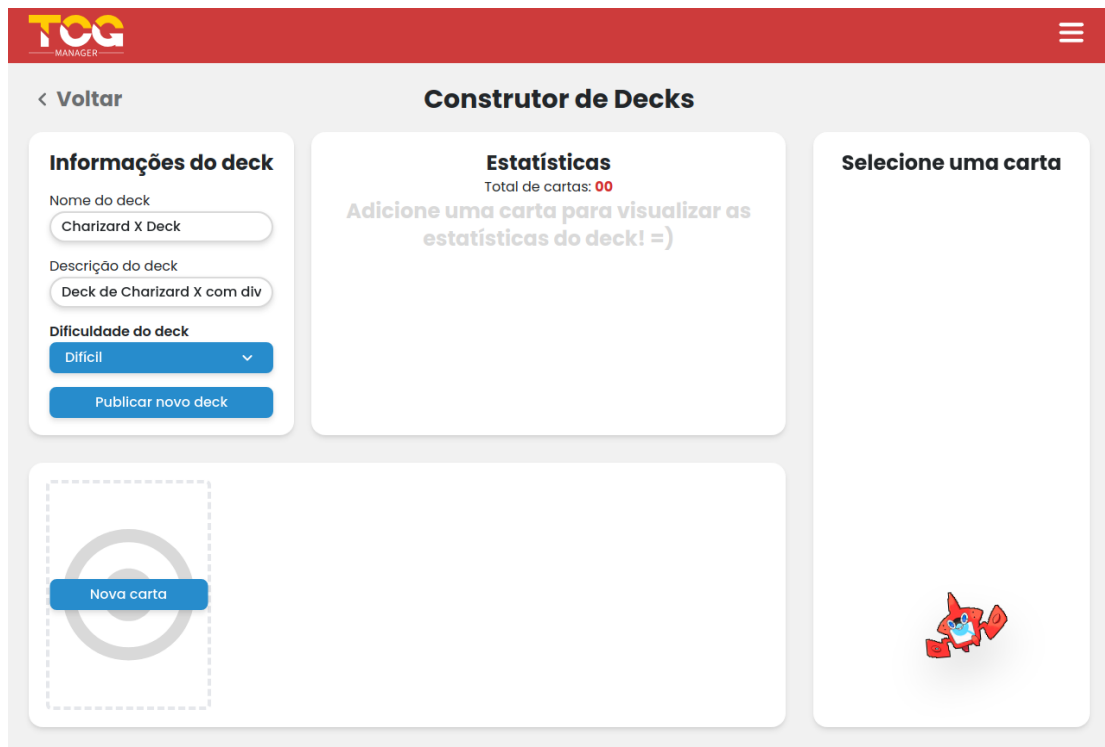 TCG
MANAGER
Voltar
Construtor de Decks
Informações do deck
Nome do deck
Charizard X Deck
Descrição do deck
Deck de Charizard X com div
Dificuldade do deck
Difícil
Publicar novo deck
Estatísticas
Total de cartas: 00
Adicione uma carta para visualizar as
estatísticas do deck! =)
Selecione uma carta
Nova carta